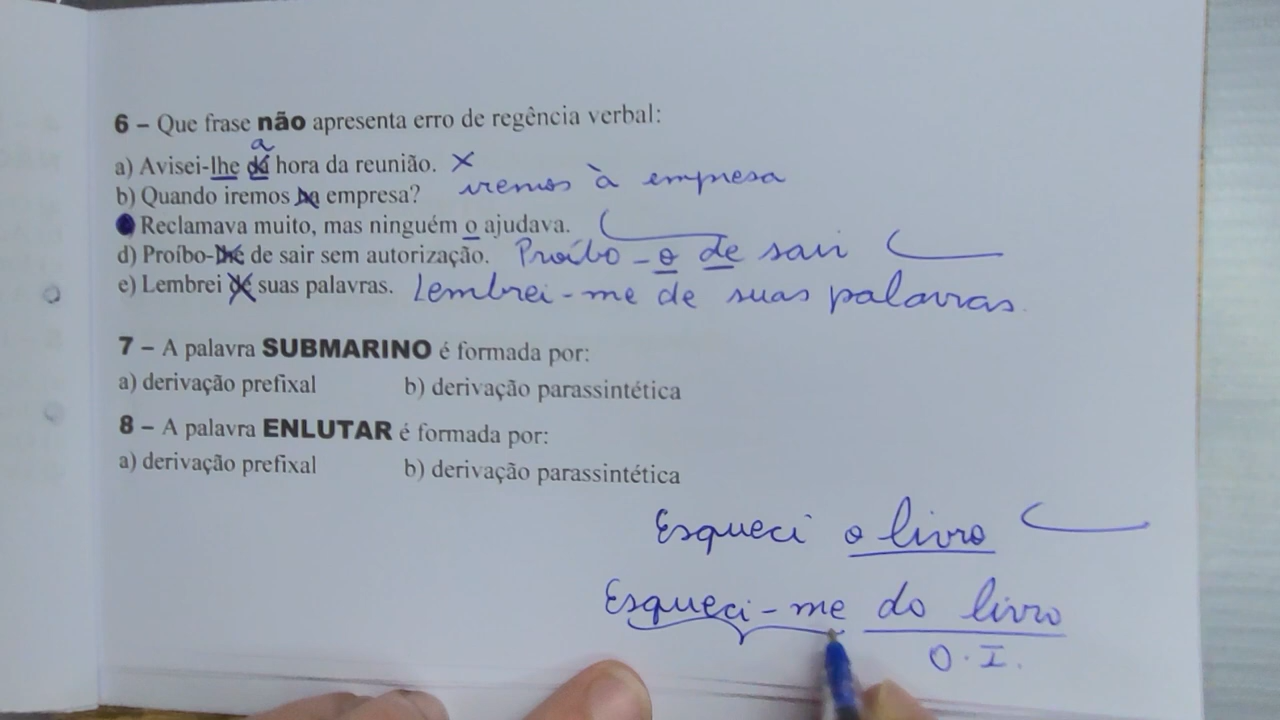 6 – Que frase não apresenta erro de regência verbal:
a
a) Avisei-lhe da hora da reunião. x
b) Quando iremos na empresa? iremos à empresa
Reclamava muito, mas ninguém o ajudava.
d) Proíbo-lhe de sair sem autorização. Proíbo-o de sair
e) Lembrei de suas palavras. Lembrei-me de suas palavras.
7 – A palavra SUBMARINO é formada por:
a) derivação prefixal b) derivação parassintética
8 – A palavra ENLUTAR é formada por:
a) derivação prefixal b) derivação parassintética
Esqueci o livro
Esqueci-me do livro
O.I.